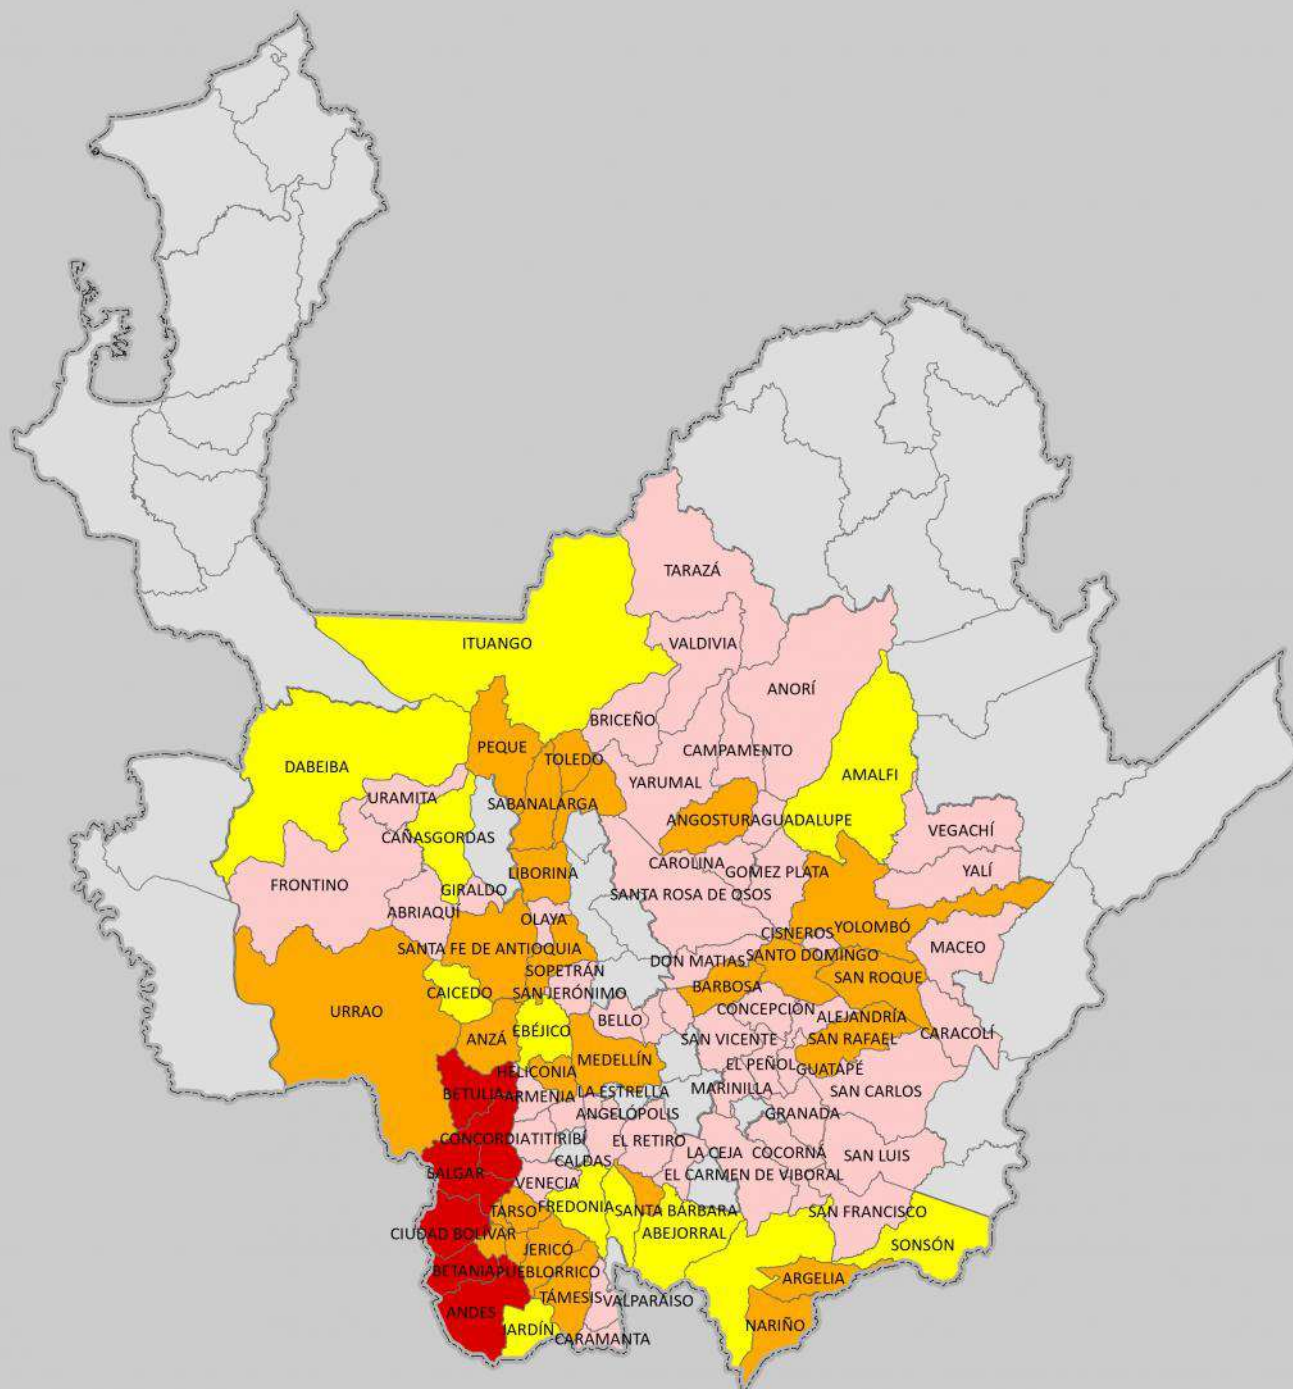 TARAZÁ
ITUANGO
VALDIVIA
ANORÍ
BRICEÑO
PEQUE
TOLEDO
CAMPAMENTO
DABEIBA
AMALFI
YARUMAL
URAMITA
SABANALARGA
ANGOSTURA
GUADALUPE
VEGACHÍ
CAÑASGORDAS
CAROLINA
GOMEZ PLATA
YALÍ
LIBORINA
FRONTINO
GIRALDO
SANTA ROSA DE OSOS
ABRIAQUÍ
OLAYA
CISNEROS
YOLOMBÓ
SANTA FE DE ANTIOQUIA
MACEO
SANTO DOMINGO
DON MATIAS
SOPETRÁN
SAN ROQUE
CAICEDO
SAN JERÓNIMO
BARBOSA
URRAO
CONCEPCIÓN
ALEJANDRÍA
BELLO
EBÉJICO
CARACOLÍ
ANZÁ
SAN VICENTE
SAN RAFAEL
MEDELLÍN
EL PEÑOL
GUATAPÉ
HELICONIA
MARINILLA
BETULIA
ARMENIA
LA ESTRELLA
SAN CARLOS
ANGELÓPOLIS
GRANADA
CONCORDIA
TITIRIBÍ
EL RETIRO
LA CEJA
COCORNÁ
SAN LUIS
CALDAS
SALGAR
EL CARMEN DE VIBORAL
VENECIA
TARSO
FREDONIA
SANTA BÁRBARA
SAN FRANCISCO
CIUDAD BOLÍVAR
ABEJORRAL
SONSÓN
JERICÓ
BETANIA
PUEBLORRICO
ARGELIA
TÁMESIS
VALPARAISO
ANDES
JARDÍN
NARIÑO
CARAMANTA